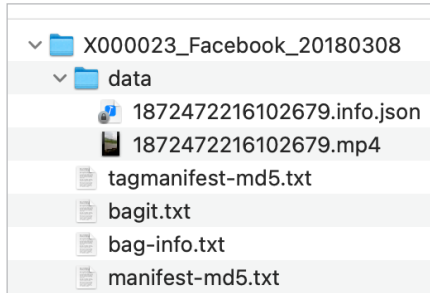 X000023_Facebook_20180308
data
1872472216102679.info.json
1872472216102679.mp4
tagmanifest-md5.txt
bagit.txt
bag-info.txt
manifest-md5.txt